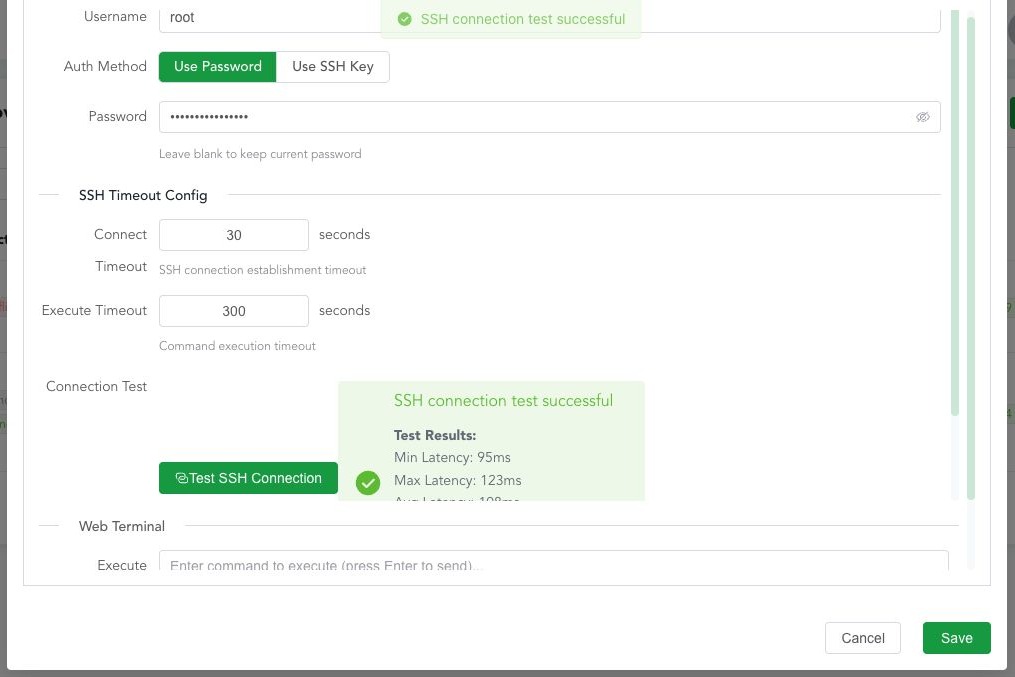 Username root
SSH connection test successful
Auth Method Use Password Use SSH Key
Password ••••••••••••••••
Leave blank to keep current password
SSH Timeout Config
Connect Timeout 30 seconds
SSH connection establishment timeout
Execute Timeout 300 seconds
Command execution timeout
Connection Test
SSH connection test successful
Test Results:
Min Latency: 95ms
Test SSH Connection
Max Latency: 123ms
Avg Latency: 108ms
Web Terminal
Execute Enter command to execute (press Enter to send)...
Cancel Save